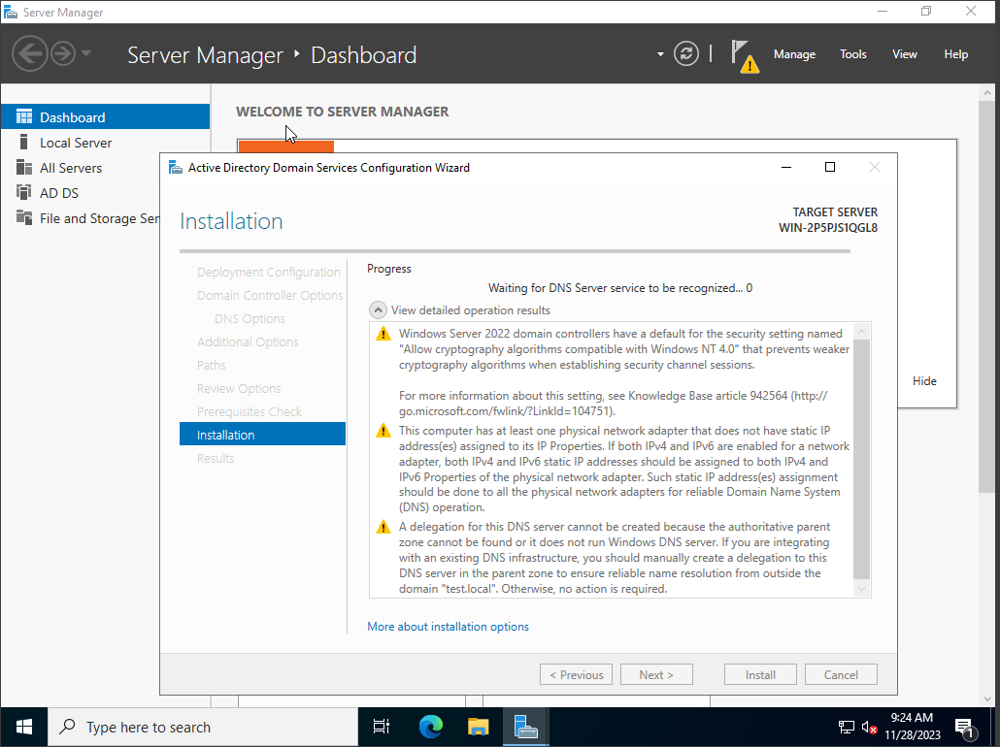 Server Manager
Server Manager ‣ Dashboard
Manage Tools View Help
Dashboard
Local Server
All Servers
AD DS
File and Storage Ser
WELCOME TO SERVER MANAGER
Hide
Active Directory Domain Services Configuration Wizard
Installation
TARGET SERVER
WIN-2P5PJS1QGL8
Deployment Configuration
Domain Controller Options
DNS Options
Additional Options
Paths
Review Options
Prerequisites Check
Installation
Results
Progress
Waiting for DNS Server service to be recognized... 0
View detailed operation results
Windows Server 2022 domain controllers have a default for the security setting named
"Allow cryptography algorithms compatible with Windows NT 4.0" that prevents weaker
cryptography algorithms when establishing security channel sessions.
For more information about this setting, see Knowledge Base article 942564 (http://
go.microsoft.com/fwlink/?LinkId=104751).
This computer has at least one physical network adapter that does not have static IP
address(es) assigned to its IP Properties. If both IPv4 and IPv6 are enabled for a network
adapter, both IPv4 and IPv6 static IP addresses should be assigned to both IPv4 and
IPv6 Properties of the physical network adapter. Such static IP address(es) assignment
should be done to all the physical network adapters for reliable Domain Name System
(DNS) operation.
A delegation for this DNS server cannot be created because the authoritative parent
zone cannot be found or it does not run Windows DNS server. If you are integrating
with an existing DNS infrastructure, you should manually create a delegation to this
DNS server in the parent zone to ensure reliable name resolution from outside the
domain "test.local". Otherwise, no action is required.
More about installation options
< Previous Next > Install Cancel
Type here to search
9:24 AM
11/28/2023
1